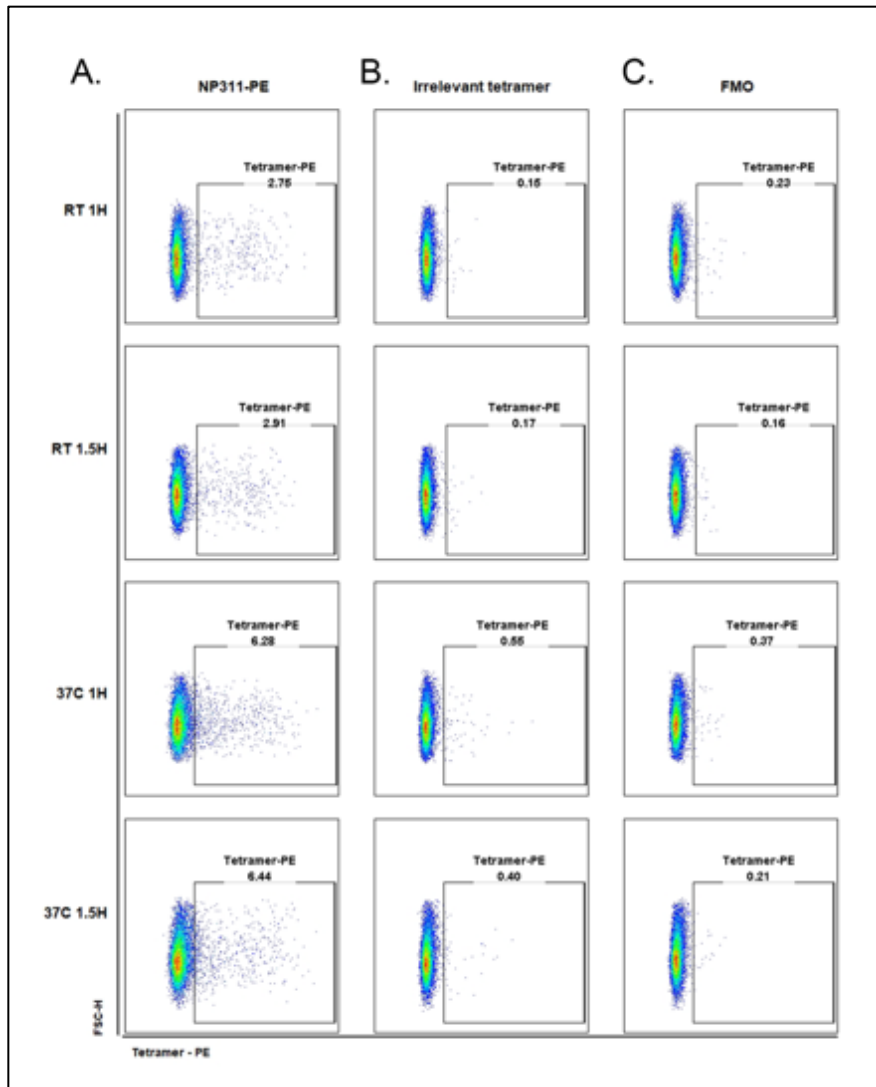 A.
B.
C.
NP311-PE
Irrelevant tetramer
FMO
RT 1H
Tetramer-PE
2.75
Tetramer-PE
0.15
Tetramer-PE
0.23
RT 1.5H
Tetramer-PE
2.91
Tetramer-PE
0.17
Tetramer-PE
0.16
37C 1H
Tetramer-PE
6.28
Tetramer-PE
0.55
Tetramer-PE
0.37
37C 1.5H
Tetramer-PE
6.44
Tetramer-PE
0.40
Tetramer-PE
0.21
FSC-H
Tetramer - PE